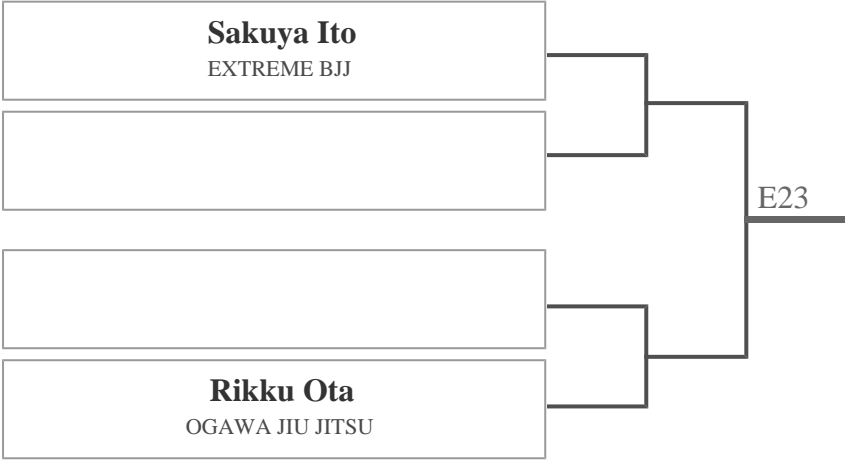 Sakuya Ito
EXTREME BJJ
E23
Rikku Ota
OGAWA JIU JITSU